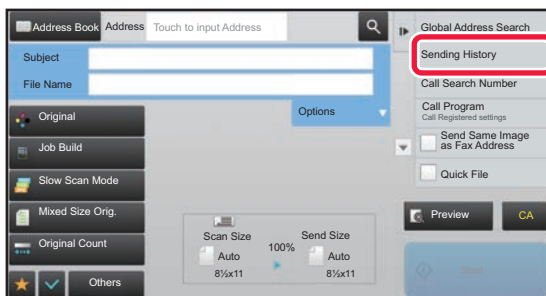 Address Book Address Touch to input Address
Subject
File Name
Options
Original
Job Build
Slow Scan Mode
Mixed Size Orig.
Original Count
Others
Scan Size
100%
Send Size
Auto
Auto
8½x11
8½x11
Global Address Search
Sending History
Call Search Number
Call Program
Call Registered settings
Send Same Image
as Fax Address
Quick File
Preview
CA
Start